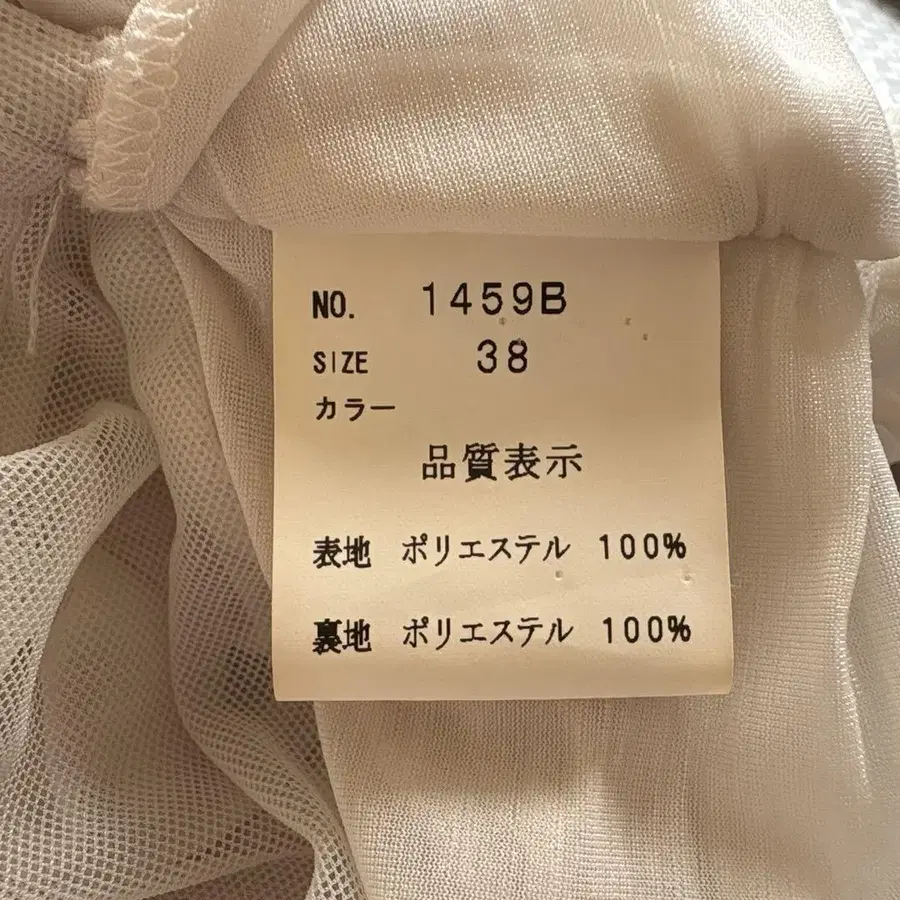 NO. 1459B
SIZE 38
カラー
品質表示
表地 ポリエステル 100%
裏地 ポリエステル 100%